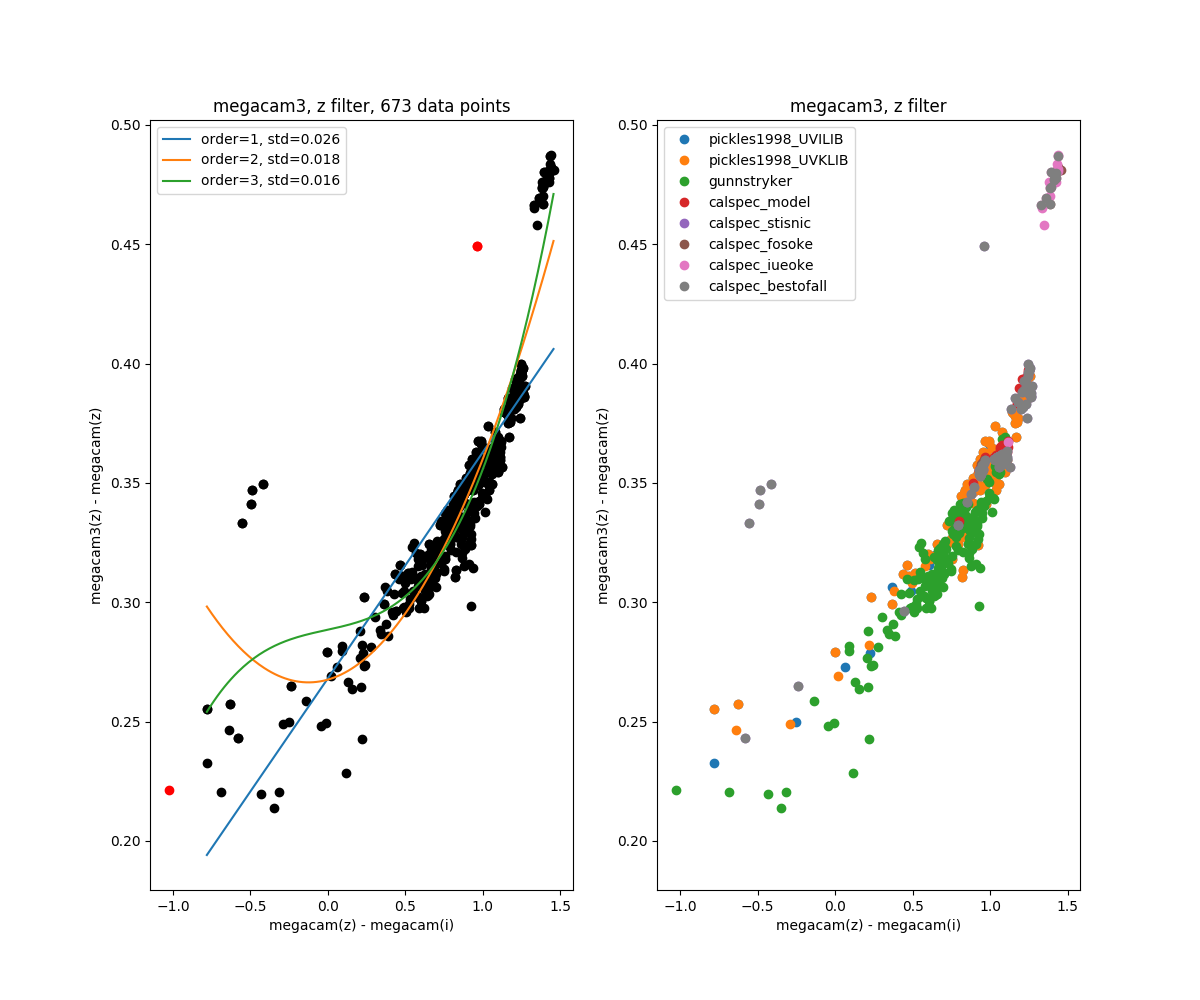 megacam3, z filter, 673 data points
order=1, std=0.026
order=2, std=0.018
order=3, std=0.016
0.50
0.45
0.40
0.35
0.30
0.25
0.20
megacam3(z) - megacam(z)
−1.0 −0.5 0.0 0.5 1.0 1.5
megacam(z) - megacam(i)
megacam3, z filter
pickles1998_UVILIB
pickles1998_UVKLIB
gunnstryker
calspec_model
calspec_stisnic
calspec_fosoke
calspec_iueoke
calspec_bestofall
0.50
0.45
0.40
0.35
0.30
0.25
0.20
megacam3(z) - megacam(z)
−1.0 −0.5 0.0 0.5 1.0 1.5
megacam(z) - megacam(i)